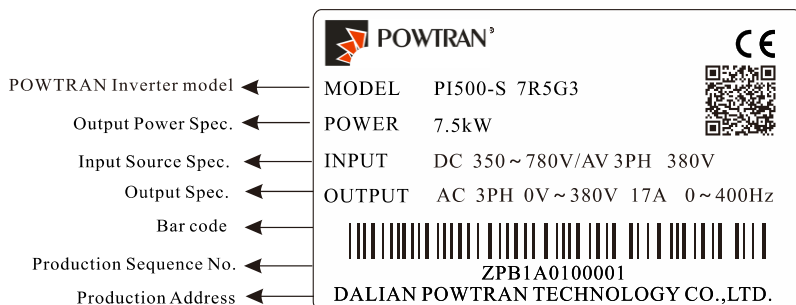 POWTRAN®
CE
POWTRAN Inverter model MODEL PI500-S 7R5G3
Output Power Spec. POWER 7.5kW
Input Source Spec. INPUT DC 350~780V/AV 3PH 380V
Output Spec. OUTPUT AC 3PH 0V~380V 17A 0~400Hz
Bar code
Production Sequence No. ZPB1A0100001
Production Address DALIAN POWTRAN TECHNOLOGY CO.,LTD.